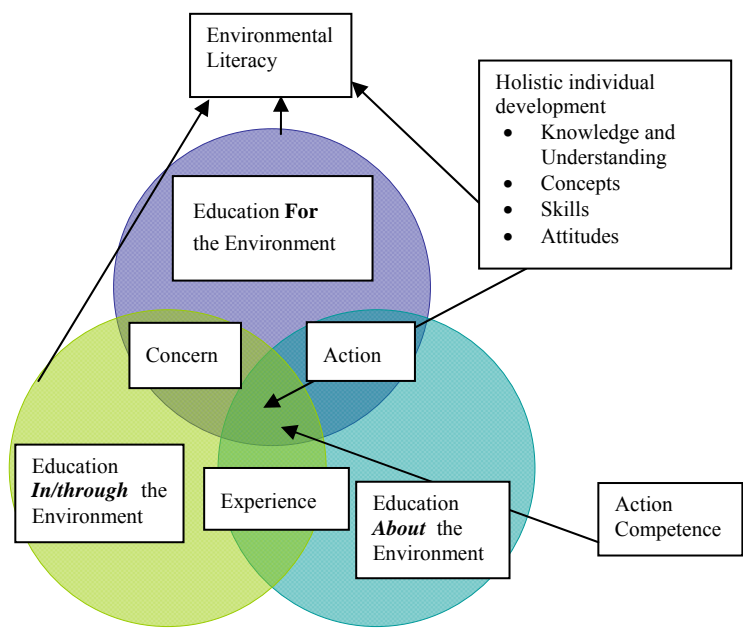 Environmental
Literacy
Holistic individual
development
• Knowledge and
Understanding
• Concepts
• Skills
• Attitudes
Education For
the Environment
Concern
Action
Education
In/through the
Environment
Experience
Education
About the
Environment
Action
Competence